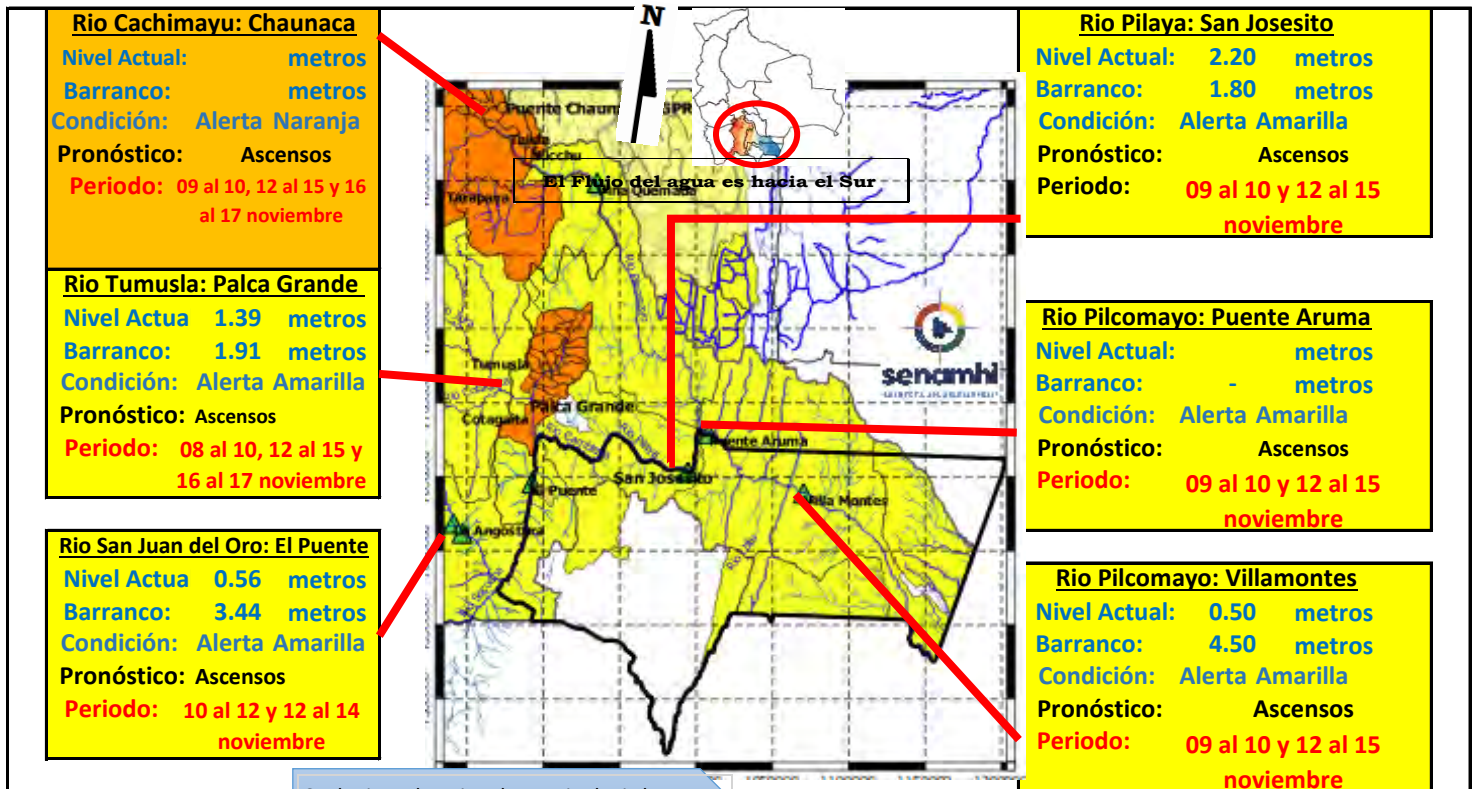 Rio Cachimayu: Chaunaca
Nivel Actual: metros
Barranco: metros
Condición: Alerta Naranja
Pronóstico: Ascensos
Periodo: 09 al 10, 12 al 15 y 16
al 17 noviembre
Rio Tumusla: Palca Grande
Nivel Actua 1.39 metros
Barranco: 1.91 metros
Condición: Alerta Amarilla
Pronóstico: Ascensos
Periodo: 08 al 10, 12 al 15 y
16 al 17 noviembre
Rio San Juan del Oro: El Puente
Nivel Actua 0.56 metros
Barranco: 3.44 metros
Condición: Alerta Amarilla
Pronóstico: Ascensos
Periodo: 10 al 12 y 12 al 14
noviembre
N
Puente
El Flujo del agua es hacia el Sur
Tarapaya
Tumusla
Palca Grande
Cotagaita
Puente Aruma
San Josesito
El Puente
Villa Montes
Angostura
senamhi
Rio Pilaya: San Josesito
Nivel Actual: 2.20 metros
Barranco: 1.80 metros
Condición: Alerta Amarilla
Pronóstico: Ascensos
Periodo: 09 al 10 y 12 al 15
noviembre
Rio Pilcomayo: Puente Aruma
Nivel Actual: metros
Barranco: - metros
Condición: Alerta Amarilla
Pronóstico: Ascensos
Periodo: 09 al 10 y 12 al 15
noviembre
Rio Pilcomayo: Villamontes
Nivel Actual: 0.50 metros
Barranco: 4.50 metros
Condición: Alerta Amarilla
Pronóstico: Ascensos
Periodo: 09 al 10 y 12 al 15
noviembre